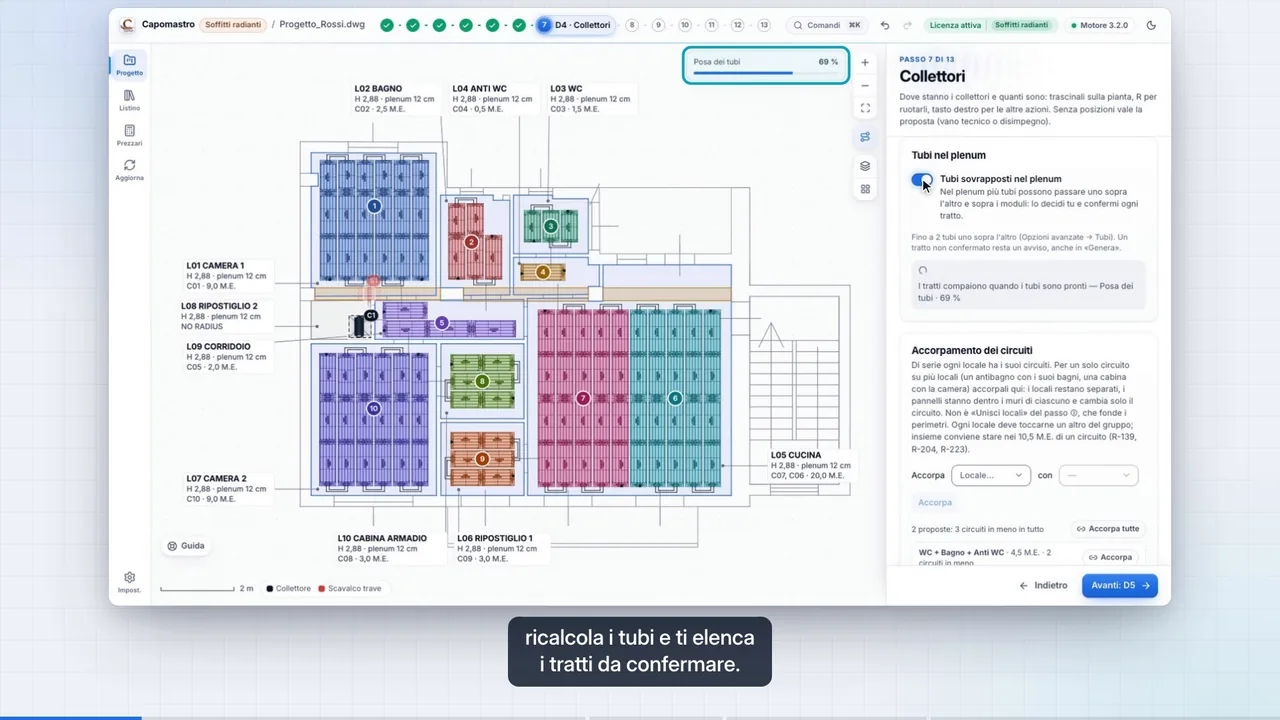 Capomastro
Soffitti radianti
/ Progetto_Rossi.dwg
7 D4 · Collettori
8
9
10
11
12
13
Comandi ⌘K
Licenza attiva
Soffitti radianti
Motore 3.2.0
Progetto
Listino
Prezzari
Aggiorna
Impost.
Posa dei tubi 69 %
L02 BAGNO
H 2,88 · plenum 12 cm
C02 · 2,5 M.E.
L04 ANTI WC
H 2,88 · plenum 12 cm
C04 · 0,5 M.E.
L03 WC
H 2,88 · plenum 12 cm
C03 · 1,5 M.E.
L01 CAMERA 1
H 2,88 · plenum 12 cm
C01 · 9,0 M.E.
L08 RIPOSTIGLIO 2
H 2,88 · plenum 12 cm
NO RADIUS
L09 CORRIDOIO
H 2,88 · plenum 12 cm
C05 · 2,0 M.E.
L07 CAMERA 2
H 2,88 · plenum 12 cm
C10 · 9,0 M.E.
L10 CABINA ARMADIO
H 2,88 · plenum 12 cm
C08 · 3,0 M.E.
L06 RIPOSTIGLIO 1
H 2,88 · plenum 12 cm
C09 · 3,0 M.E.
L05 CUCINA
H 2,88 · plenum 12 cm
C07, C06 · 20,0 M.E.
1
2
3
4
C1
5
8
7
6
10
9
Guida
2 m
Collettore
Scavalco trave
PASSO 7 DI 13
Collettori
Dove stanno i collettori e quanti sono: trascinali sulla pianta, R per
ruotarli, tasto destro per le altre azioni. Senza posizioni vale la
proposta (vano tecnico o disimpegno).
Tubi nel plenum
Tubi sovrapposti nel plenum
Nel plenum più tubi possono passare uno sopra
l'altro e sopra i moduli: lo decidi tu e confermi ogni
tratto.
Fino a 2 tubi uno sopra l'altro (Opzioni avanzate → Tubi). Un
tratto non confermato resta un avviso, anche in «Genera».
I tratti compaiono quando i tubi sono pronti — Posa dei
tubi · 69 %
Accorpamento dei circuiti
Di serie ogni locale ha i suoi circuiti. Per un solo circuito
su più locali (un antibagno con i suoi bagni, una cabina
con la camera) accorpali qui: i locali restano separati, i
pannelli stanno dentro i muri di ciascuno e cambia solo il
circuito. Non è «Unisci locali» del passo ②, che fonde i
perimetri. Ogni locale deve toccarne un altro del gruppo;
insieme conviene stare nei 10,5 M.E. di un circuito (R-139,
R-204, R-223).
Accorpa Locale... con —
Accorpa
2 proposte: 3 circuiti in meno in tutto
Accorpa tutte
WC + Bagno + Anti WC · 4,5 M.E. · 2
circuiti in meno
Accorpa
Indietro
Avanti: D5
ricalcola i tubi e ti elenca
i tratti da confermare.